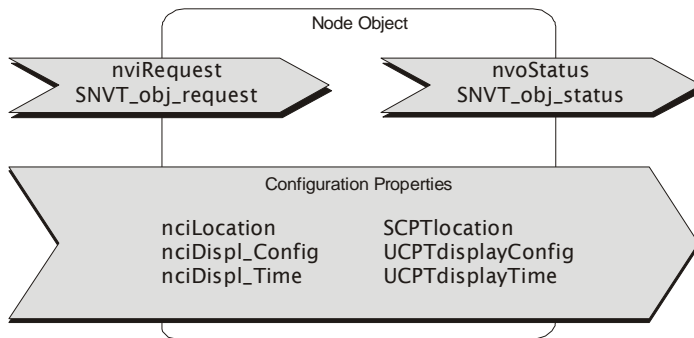 Node Object
nviRequest
SNVT_obj_request
nvoStatus
SNVT_obj_status
Configuration Properties
nciLocation SCPTlocation
nciDispl_Config UCPTdisplayConfig
nciDispl_Time UCPTdisplayTime